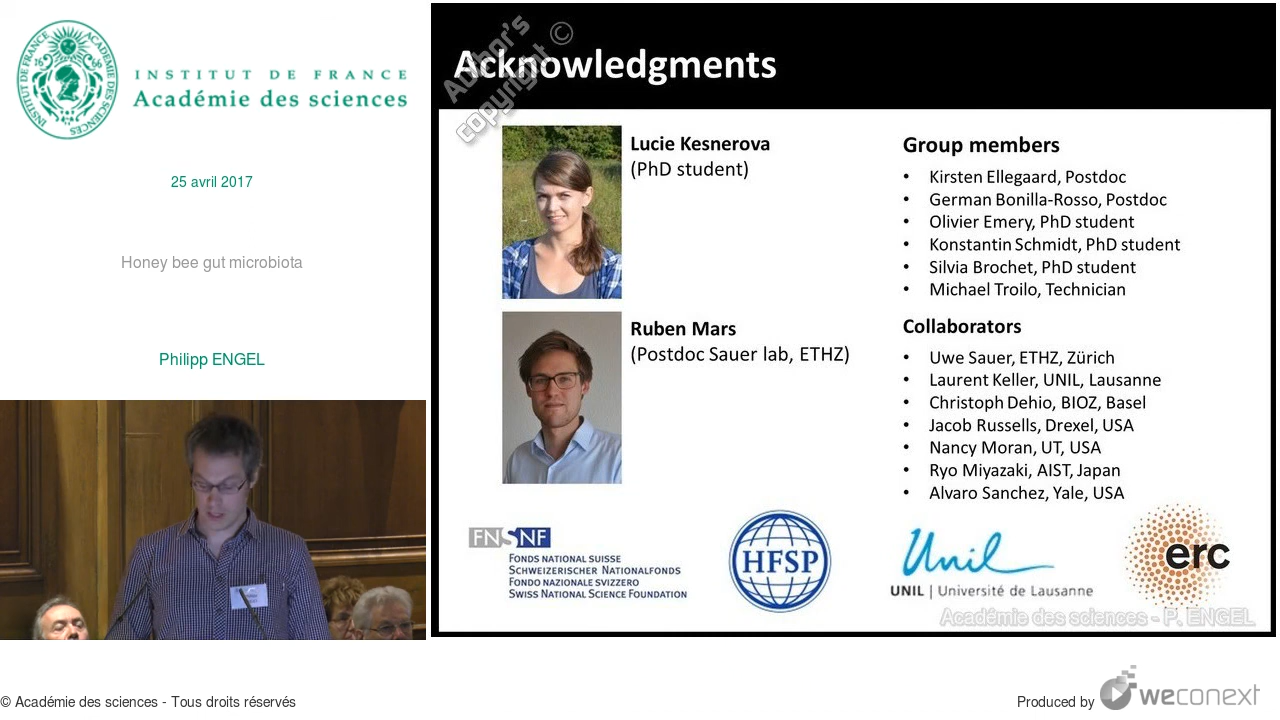 INSTITUT DE FRANCE
Académie des sciences
25 avril 2017
Honey bee gut microbiota
Philipp ENGEL
Author's
copyright ©
Acknowledgments
Lucie Kesnerova
(PhD student)
Ruben Mars
(Postdoc Sauer lab, ETHZ)
Group members
• Kirsten Ellegaard, Postdoc
• German Bonilla-Rosso, Postdoc
• Olivier Emery, PhD student
• Konstantin Schmidt, PhD student
• Silvia Brochet, PhD student
• Michael Troilo, Technician
Collaborators
• Uwe Sauer, ETHZ, Zürich
• Laurent Keller, UNIL, Lausanne
• Christoph Dehio, BIOZ, Basel
• Jacob Russells, Drexel, USA
• Nancy Moran, UT, USA
• Ryo Miyazaki, AIST, Japan
• Alvaro Sanchez, Yale, USA
FNSNF
FONDS NATIONAL SUISSE
SCHWEIZERISCHER NATIONALFONDS
FONDO NAZIONALE SVIZZERO
SWISS NATIONAL SCIENCE FOUNDATION
HFSP
Unil
UNIL | Université de Lausanne
erc
Académie des sciences - P. ENGEL
© Académie des sciences - Tous droits réservés
Produced by weconext